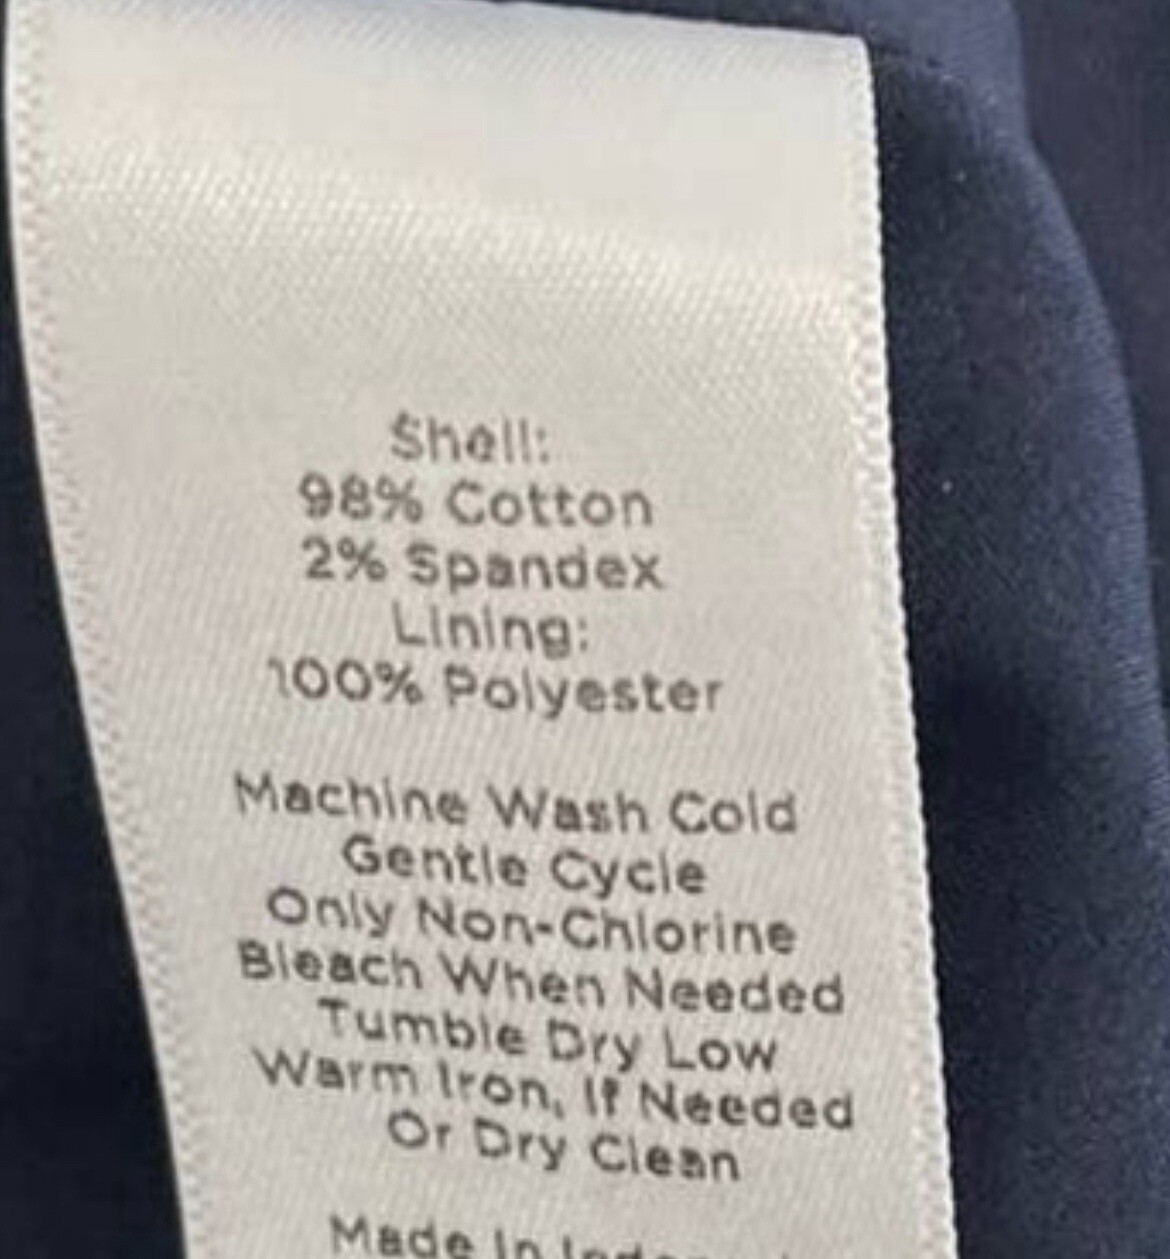 Shell:
98% Cotton
2% Spandex
Lining:
100% Polyester
Machine Wash Cold
Gentle Cycle
Only Non-Chlorine
Bleach When Needed
Tumble Dry Low
Warm Iron, If Needed
Or Dry Clean
Made In